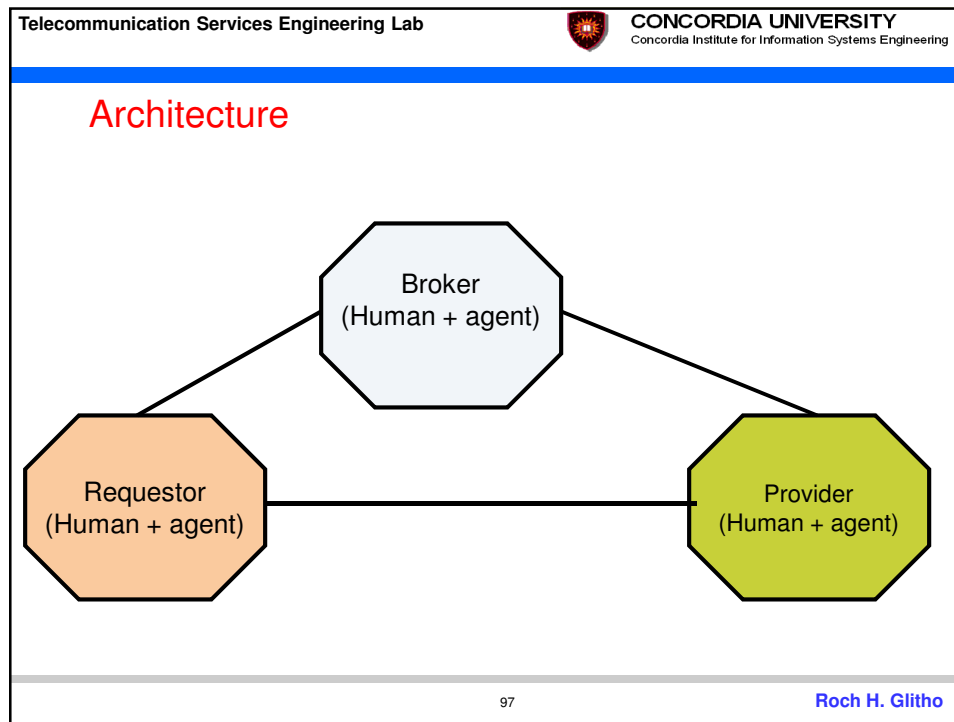 Telecommunication Services Engineering Lab
CONCORDIA UNIVERSITY
Concordia Institute for Information Systems Engineering
Architecture
Broker
(Human + agent)
Requestor
(Human + agent)
Provider
(Human + agent)
97
Roch H. Glitho